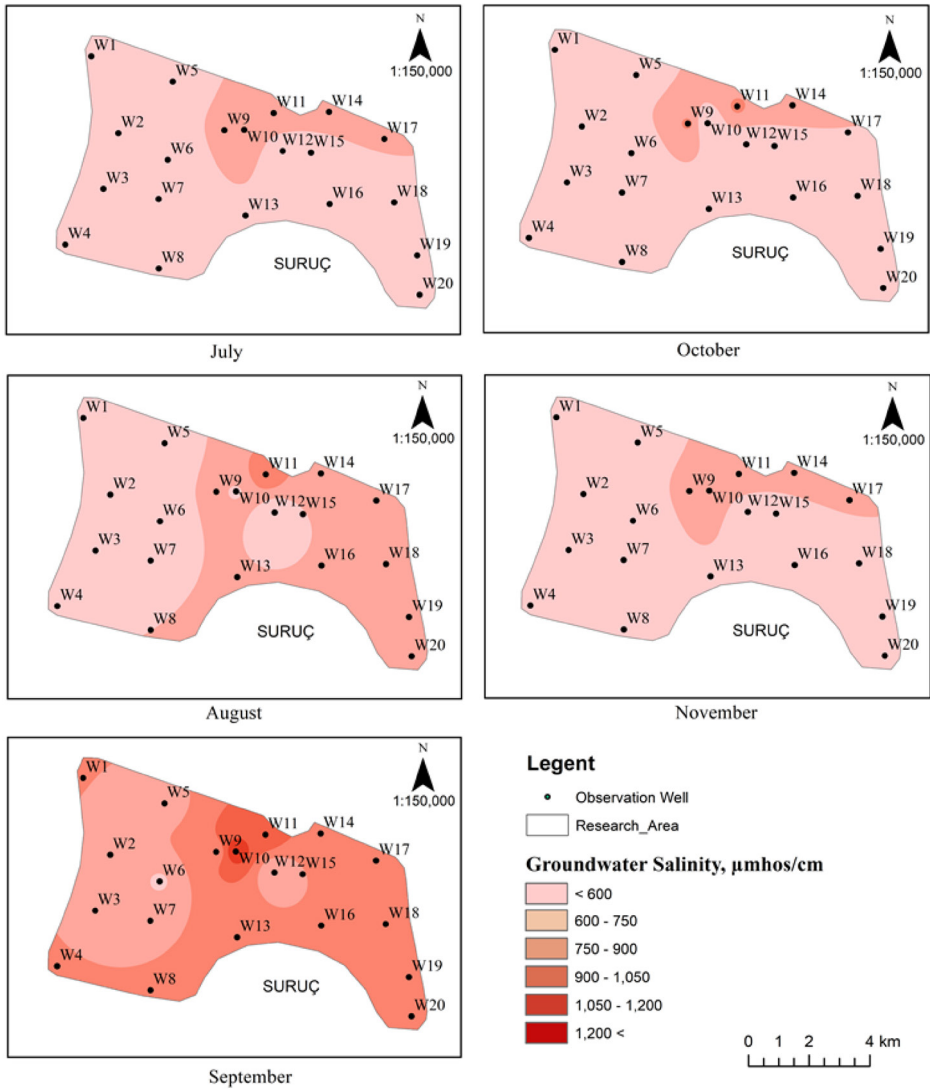 N
1:150,000
W1
W5
W11
W14
W2
W9
W10
W17
W6
W12
W15
W3
W7
W13
W16
W18
W4
W8
SURUÇ
W19
W20
July
N
1:150,000
W1
W5
W11
W14
W2
W9
W10
W17
W6
W12
W15
W3
W7
W13
W16
W18
W4
W8
SURUÇ
W19
W20
October
N
1:150,000
W1
W5
W11
W14
W2
W9
W10
W17
W6
W12
W15
W3
W7
W13
W16
W18
W4
W8
SURUÇ
W19
W20
August
N
1:150,000
W1
W5
W11
W14
W2
W9
W10
W17
W6
W12
W15
W3
W7
W13
W16
W18
W4
W8
SURUÇ
W19
W20
November
N
1:150,000
W1
W5
W11
W14
W2
W9
W10
W17
W6
W12
W15
W3
W7
W13
W16
W18
W4
W8
SURUÇ
W19
W20
September
Legent
Observation Well
Research_Area
Groundwater Salinity, µmhos/cm
< 600
600 - 750
750 - 900
900 - 1,050
1,050 - 1,200
1,200 <
0 1 2 4 km